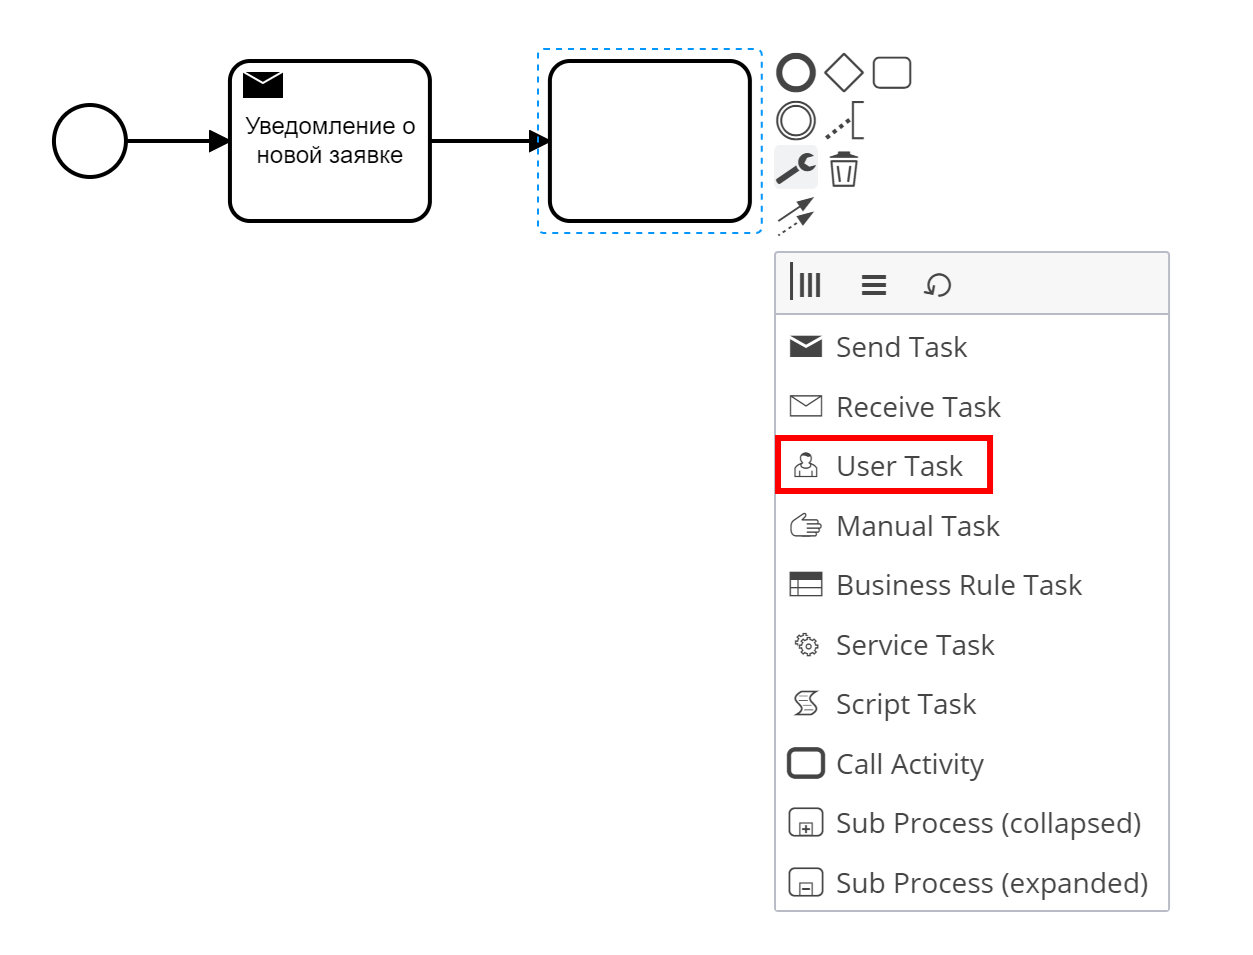 Уведомление о
новой заявке
Send Task
Receive Task
User Task
Manual Task
Business Rule Task
Service Task
Script Task
Call Activity
Sub Process (collapsed)
Sub Process (expanded)